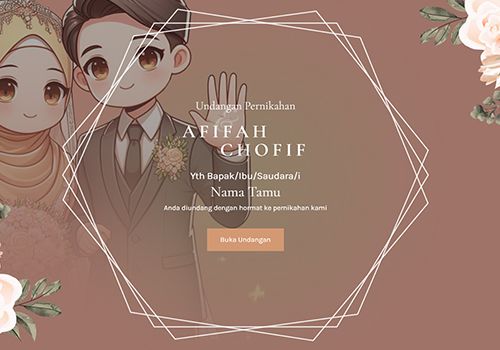 Undangan Pernikahan
&
AFIFAH
CHOFIF
Yth Bapak/Ibu/Saudara/i
Nama Tamu
Anda diundang dengan hormat ke pernikahan kami
Buka Undangan